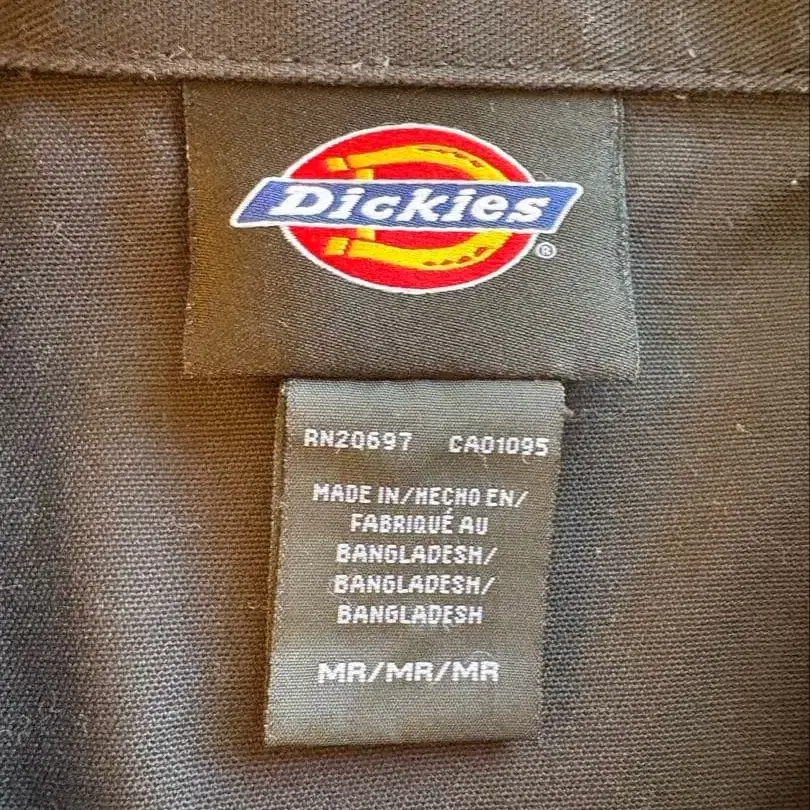 Dickies
®
RN20697 CA01095
MADE IN/HECHO EN/
FABRIQUÉ AU
BANGLADESH/
BANGLADESH/
BANGLADESH
MR/MR/MR